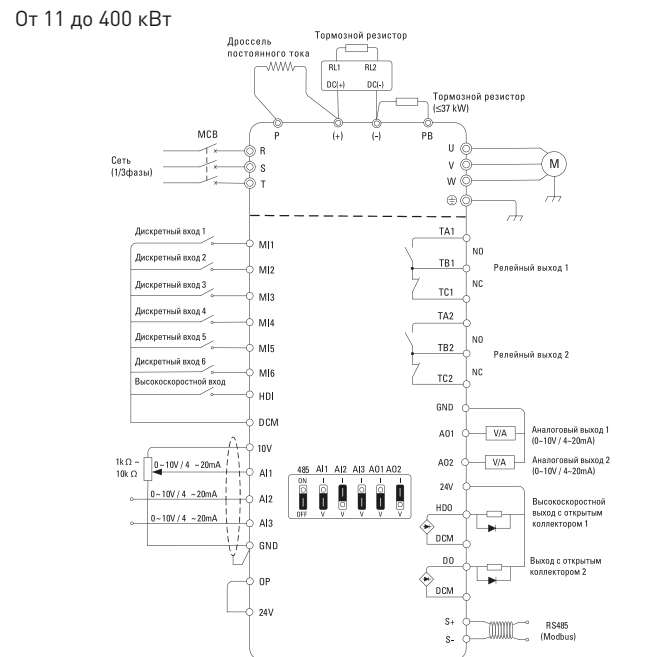 От 11 до 400 кВт
Дроссель
постоянного тока
Тормозной резистор
RL1 RL2
DC(+) DC(-)
Тормозной резистор
(≤37 kW)
P (+) (-) PB
MCB
Сеть
(1/3фазы)
R
S
T
U
V
W
M
Дискретный вход 1
MI1
Дискретный вход 2
MI2
Дискретный вход 3
MI3
Дискретный вход 4
MI4
Дискретный вход 5
MI5
Дискретный вход 6
MI6
Высокоскоростной вход
HDI
DCM
TA1
NO
TB1
Релейный выход 1
NC
TC1
TA2
NO
TB2
Релейный выход 2
NC
TC2
GND
AO1
V/A
Аналоговый выход 1
(0~10V / 4~20mA)
AO2
V/A
Аналоговый выход 2
(0~10V / 4~20mA)
10V
1k Ω ~
10k Ω
0~10V / 4 ~20mA
AI1
0~10V / 4 ~20mA
AI2
0~10V / 4 ~20mA
AI3
GND
OP
24V
485 AI1 AI2 AI3 AO1 AO2
ON I I I I I
OFF V V V V V
24V
HDO
DCM
Высокоскоростной
выход с открытым
коллектором 1
DO
DCM
Выход с открытым
коллектором 2
S+
S-
RS485
(Modbus)